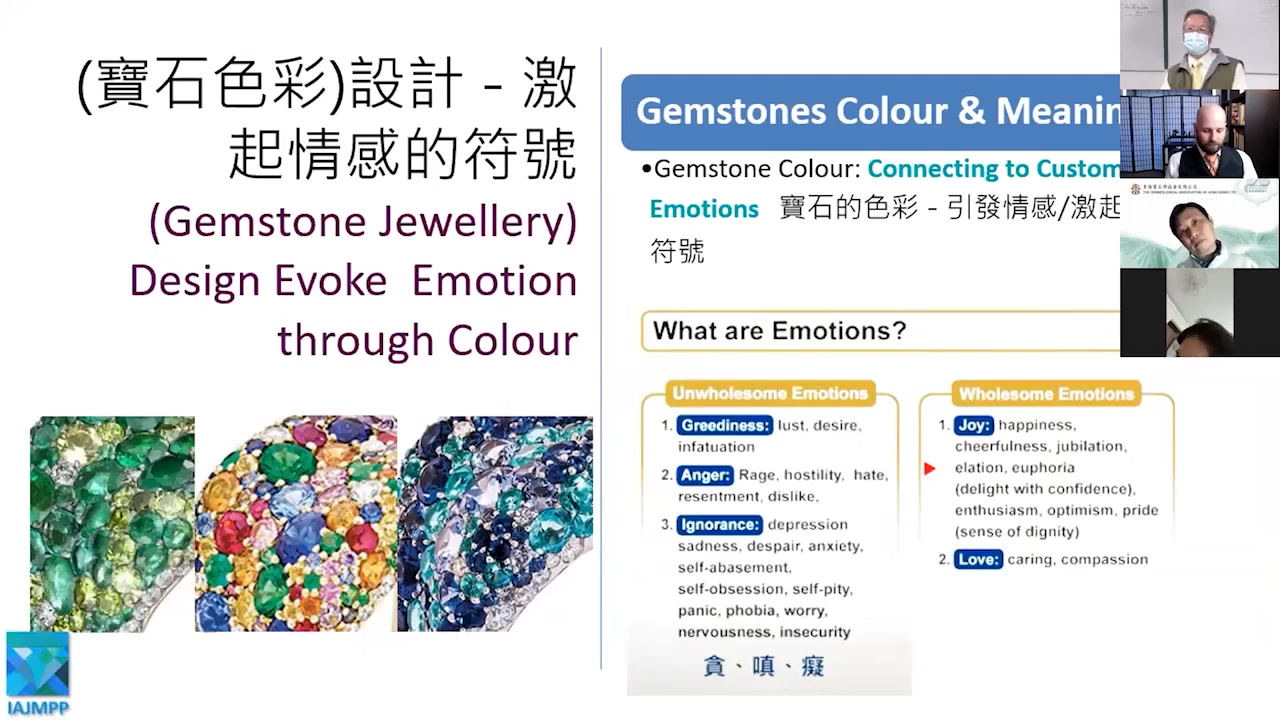 (寶石色彩)設計 - 激
起情感的符號
(Gemstone Jewellery)
Design Evoke Emotion
through Colour
IAJMPP
Gemstones Colour & Meanin
•Gemstone Colour: Connecting to Custom
Emotions 寶石的色彩 - 引發情感/激起
符號
What are Emotions?
Unwholesome Emotions
1. Greediness: lust, desire,
infatuation
2. Anger: Rage, hostility, hate,
resentment, dislike,
3. Ignorance: depression
sadness, despair, anxiety,
self-abasement,
self-obsession, self-pity,
panic, phobia, worry,
nervousness, insecurity
貪、嗔、癡
Wholesome Emotions
1. Joy: happiness,
cheerfulness, jubilation,
elation, euphoria
(delight with confidence),
enthusiasm, optimism, pride
(sense of dignity)
2. Love: caring, compassion